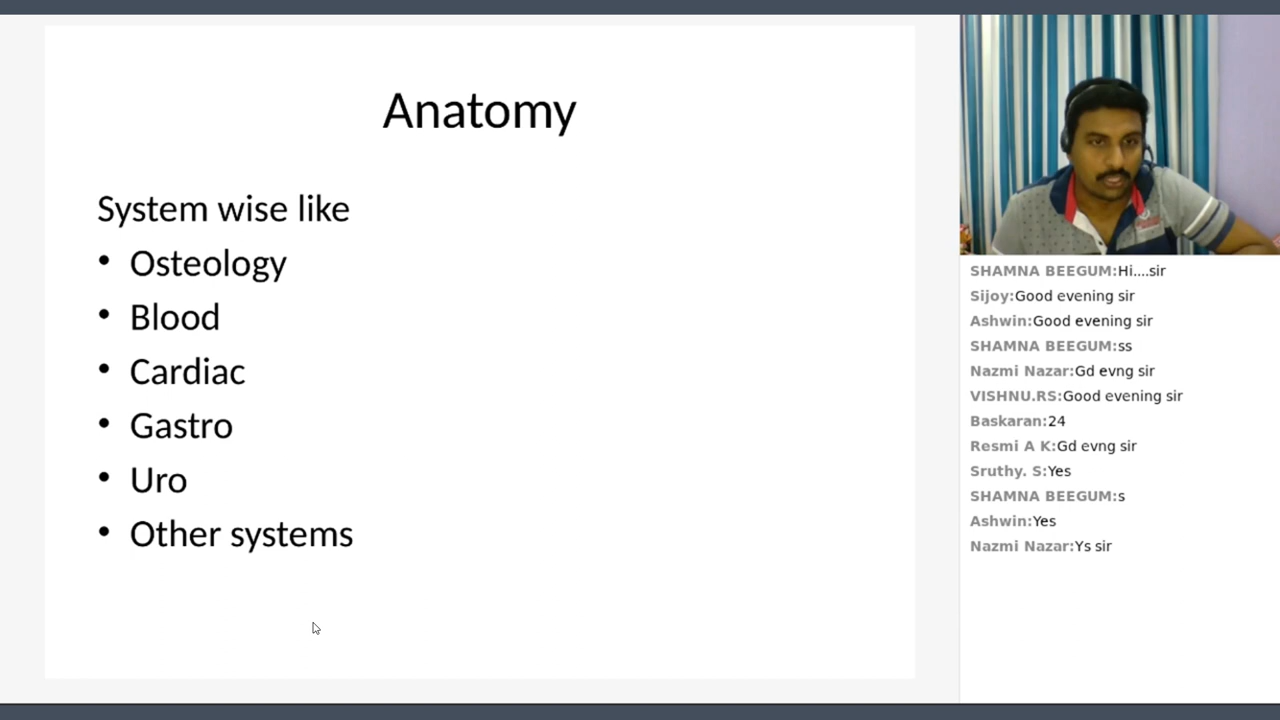 Anatomy
System wise like
• Osteology
• Blood
• Cardiac
• Gastro
• Uro
• Other systems
SHAMNA BEEGUM:Hi....sir
Sijoy:Good evening sir
Ashwin:Good evening sir
SHAMNA BEEGUM:ss
Nazmi Nazar:Gd evng sir
VISHNU.RS:Good evening sir
Baskaran:24
Resmi A K:Gd evng sir
Sruthy. S:Yes
SHAMNA BEEGUM:s
Ashwin:Yes
Nazmi Nazar:Ys sir